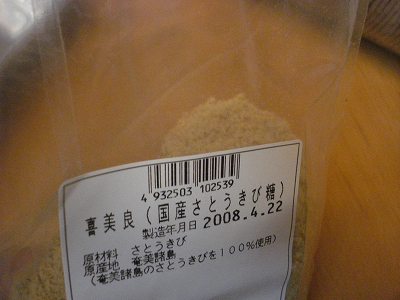 4 932503 102539
喜美良(国産さとうきび糖)
製造年月日 2008.4.22
原材料 さとうきび
原産地 奄美諸島
(奄美諸島のさとうきびを100%使用)